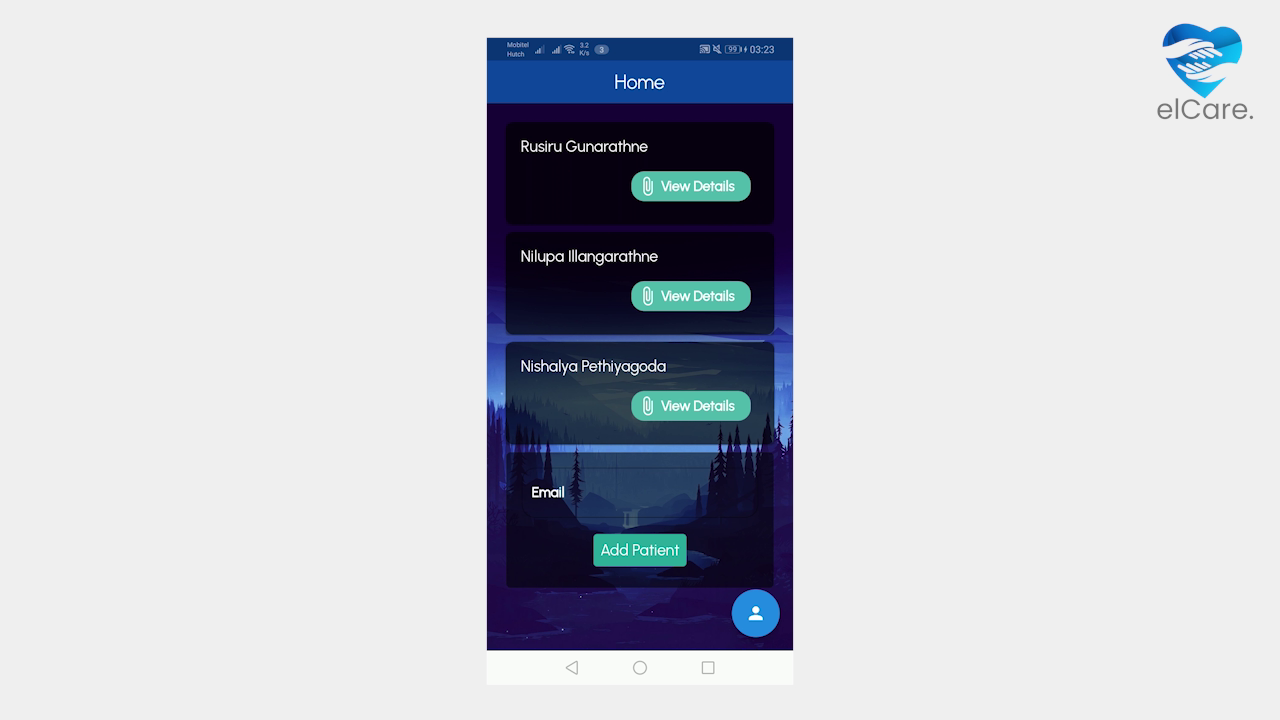 Mobitel
Hutch
3.2
K/s
3
99
03:23
Home
elCare.
Rusiru Gunarathne
View Details
Nilupa Illangarathne
View Details
Nishalya Pethiyagoda
View Details
Email
Add Patient